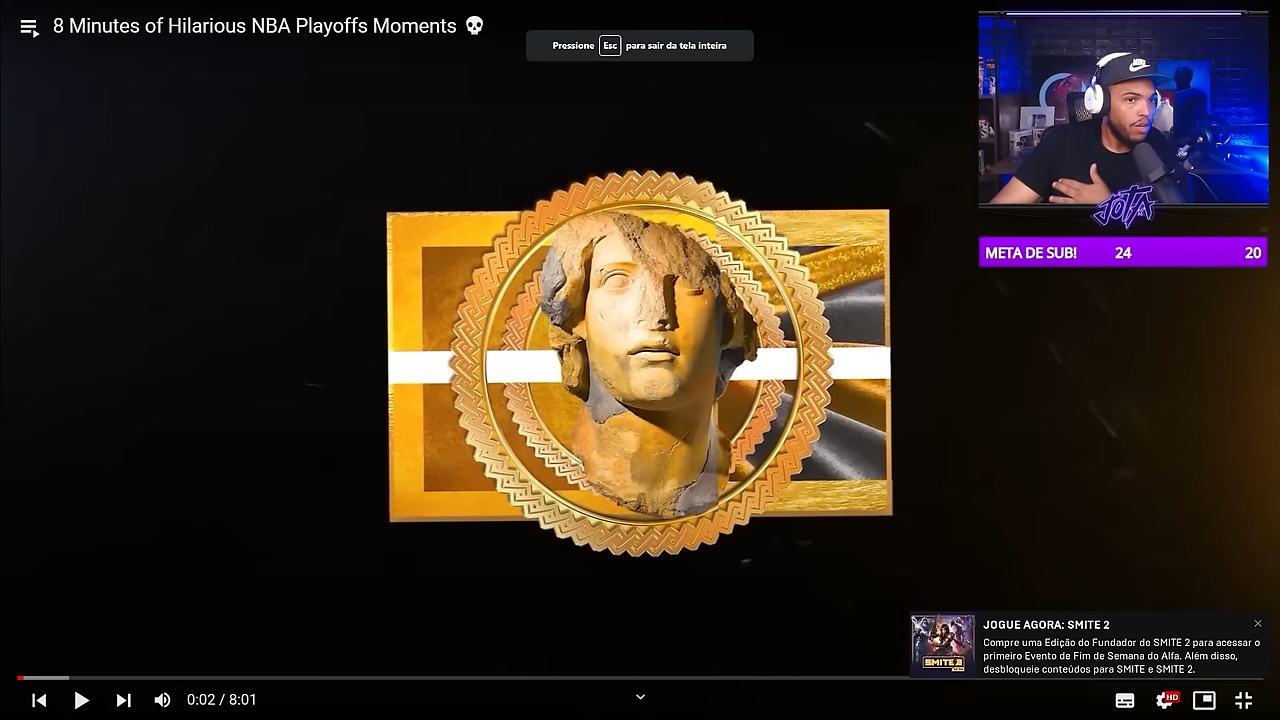 8 Minutes of Hilarious NBA Playoffs Moments 💀
Pressione Esc para sair da tela inteira
JOTA
META DE SUB! 24 20
JOGUE AGORA: SMITE 2
Compre uma Edição do Fundador de SMITE 2 para acessar o
primeiro Evento de Fim de Semana do Alfa. Além disso,
desbloqueie conteúdos para SMITE e SMITE 2.
SMITE 2
0:02 / 8:01
HD